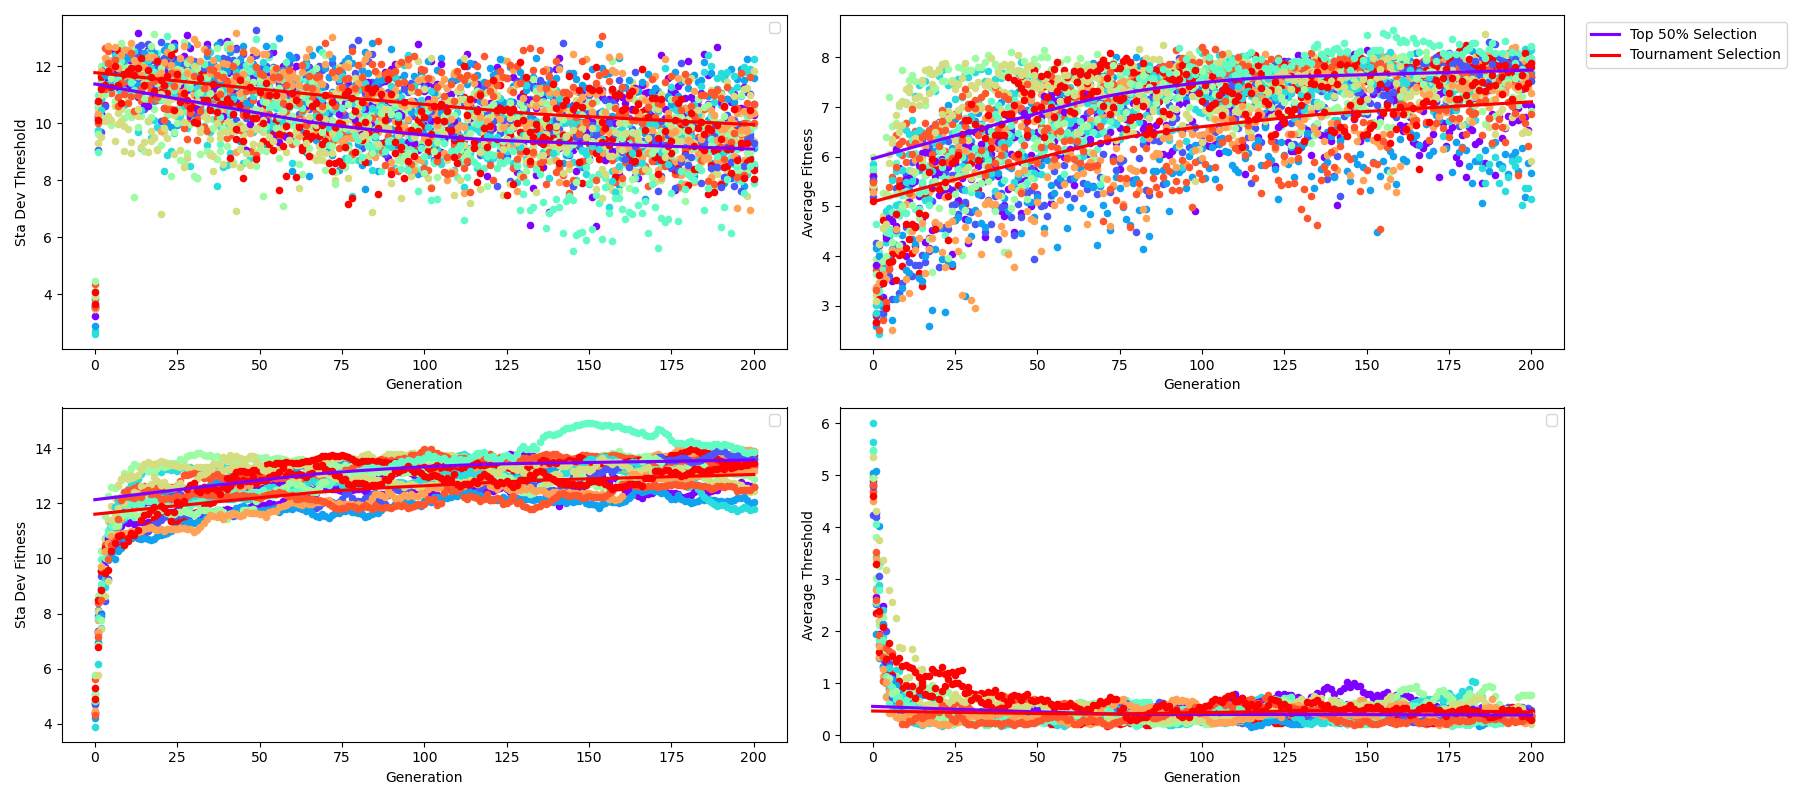 12
10
8
6
4
Sta Dev Threshold
0 25 50 75 100 125 150 175 200
Generation
8
7
6
5
4
3
Average Fitness
0 25 50 75 100 125 150 175 200
Generation
Top 50% Selection
Tournament Selection
14
12
10
8
6
4
Sta Dev Fitness
0 25 50 75 100 125 150 175 200
Generation
6
5
4
3
2
1
0
Average Threshold
0 25 50 75 100 125 150 175 200
Generation